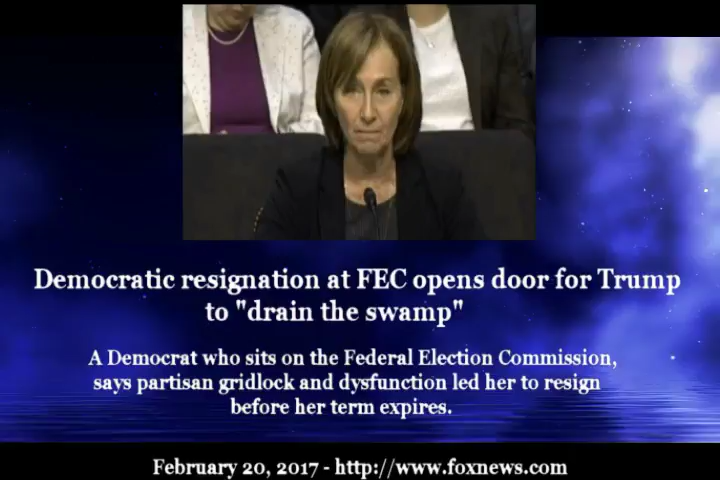 Democratic resignation at FEC opens door for Trump
to "drain the swamp"
A Democrat who sits on the Federal Election Commission,
says partisan gridlock and dysfunction led her to resign
before her term expires.
February 20, 2017 - http://www.foxnews.com